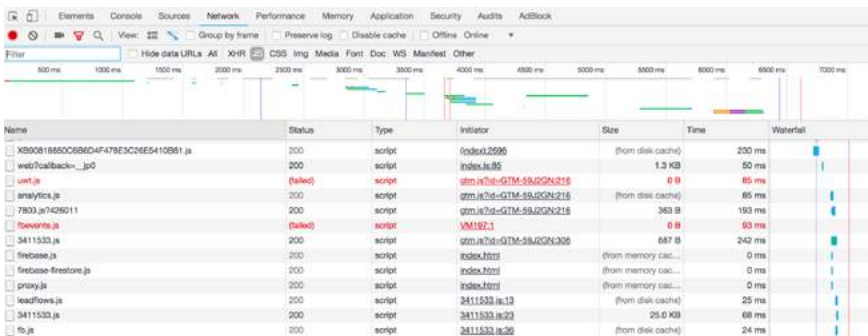 Elements Console Sources Network Performance Memory Application Security Audits AdBlock
View: Group by frame Preserve log Disable cache Offline Online
Filter Hide data URLs All XHR JS CSS Img Media Font Doc WS Manifest Other
500 ms 1000 ms 1500 ms 2000 ms 2500 ms 3000 ms 3500 ms 4000 ms 4500 ms 5000 ms 5500 ms 6000 ms 6500 ms 7000 ms
Name Status Type Initiator Size Time Waterfall
200 script (index):2696 (from disk cache) 230 ms
web?callback=__jp0 200 script index.js:85 1.3 KB 50 ms
uwt.js (failed) script gtm.js?id=GTM-59J2GN:216 0 B 85 ms
analytics.js 200 script gtm.js?id=GTM-59J2GN:216 (from disk cache) 85 ms
7803.js?426011 200 script gtm.js?id=GTM-59J2GN:216 363 B 193 ms
fbevents.js (failed) script VM197:1 0 B 93 ms
3411533.js 200 script gtm.js?id=GTM-59J2GN:306 687 B 242 ms
firebase.js 200 script index.html (from memory cac... 0 ms
firebase-firestore.js 200 script index.html (from memory cac... 0 ms
proxy.js 200 script index.html (from memory cac... 0 ms
leadflows.js 200 script 3411533.js:13 (from disk cache) 25 ms
3411533.js 200 script 3411533.js:23 25.0 KB 68 ms
fb.js 200 script 3411533.js:36 (from disk cache) 24 ms